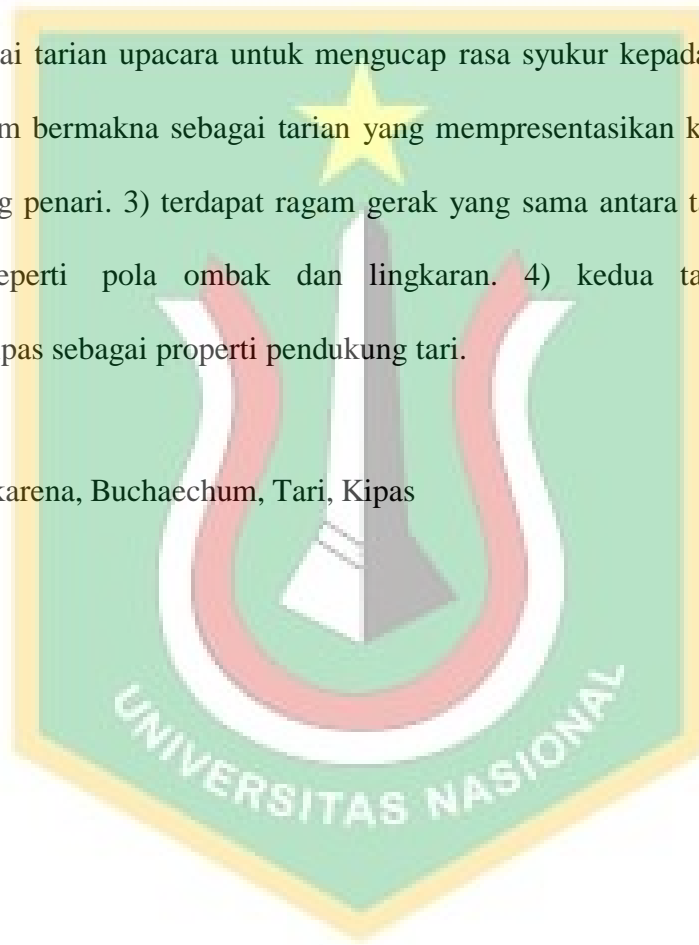 ai tarian upacara untuk mengucap rasa syukur kepada
m bermakna sebagai tarian yang mempresentasikan k
g penari. 3) terdapat ragam gerak yang sama antara t
eperti pola ombak dan lingkaran. 4) kedua ta
pas sebagai properti pendukung tari.
karena, Buchaechum, Tari, Kipas
UNIVERSITAS NASIONAL